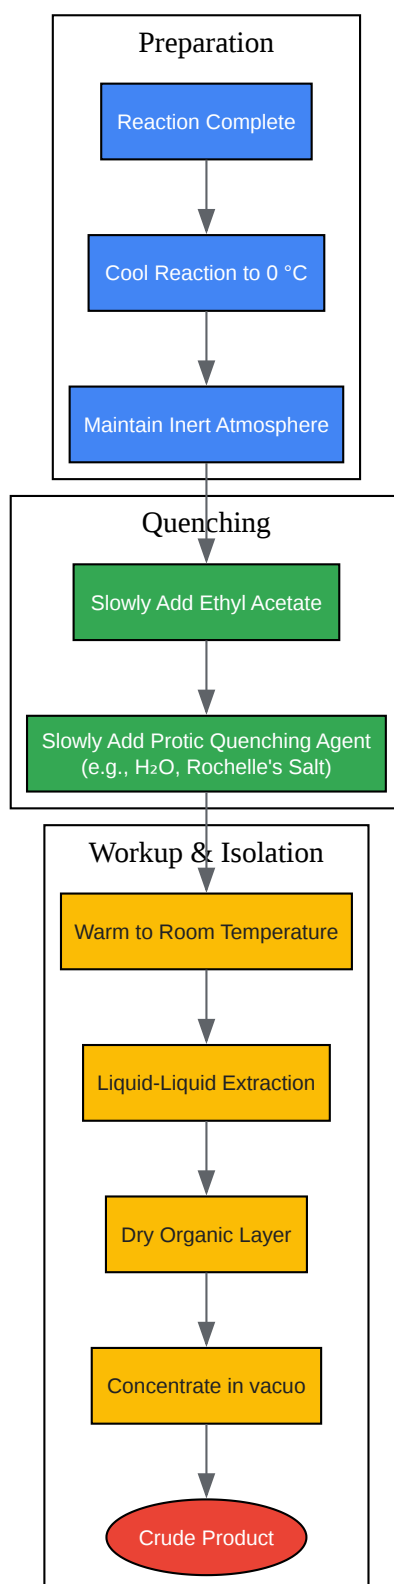 Preparation
Reaction Complete
Cool Reaction to 0 °C
Maintain Inert Atmosphere
Quenching
Slowly Add Ethyl Acetate
Slowly Add Protic Quenching Agent
(e.g., H₂O, Rochelle's Salt)
Workup & Isolation
Warm to Room Temperature
Liquid-Liquid Extraction
Dry Organic Layer
Concentrate in vacuo
Crude Product